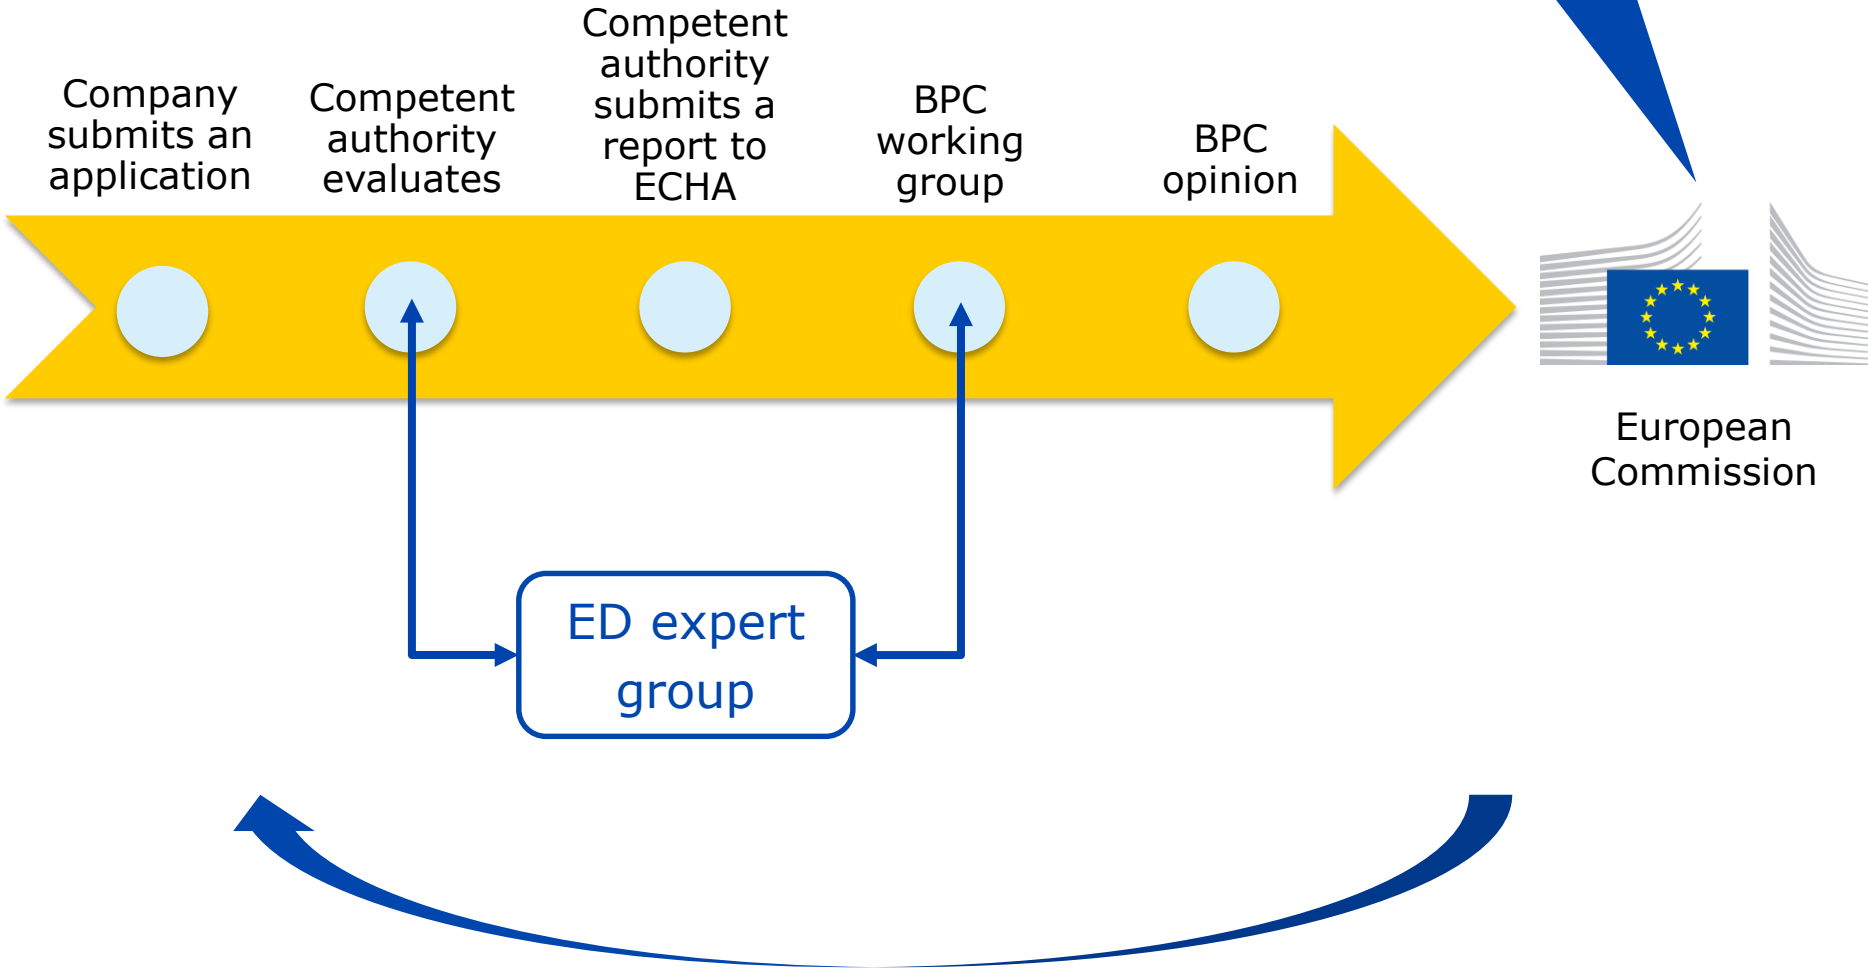 Company
submits an
application
Competent
authority
evaluates
Competent
authority
submits a
report to
ECHA
BPC
working
group
BPC
opinion
European
Commission
ED expert
group